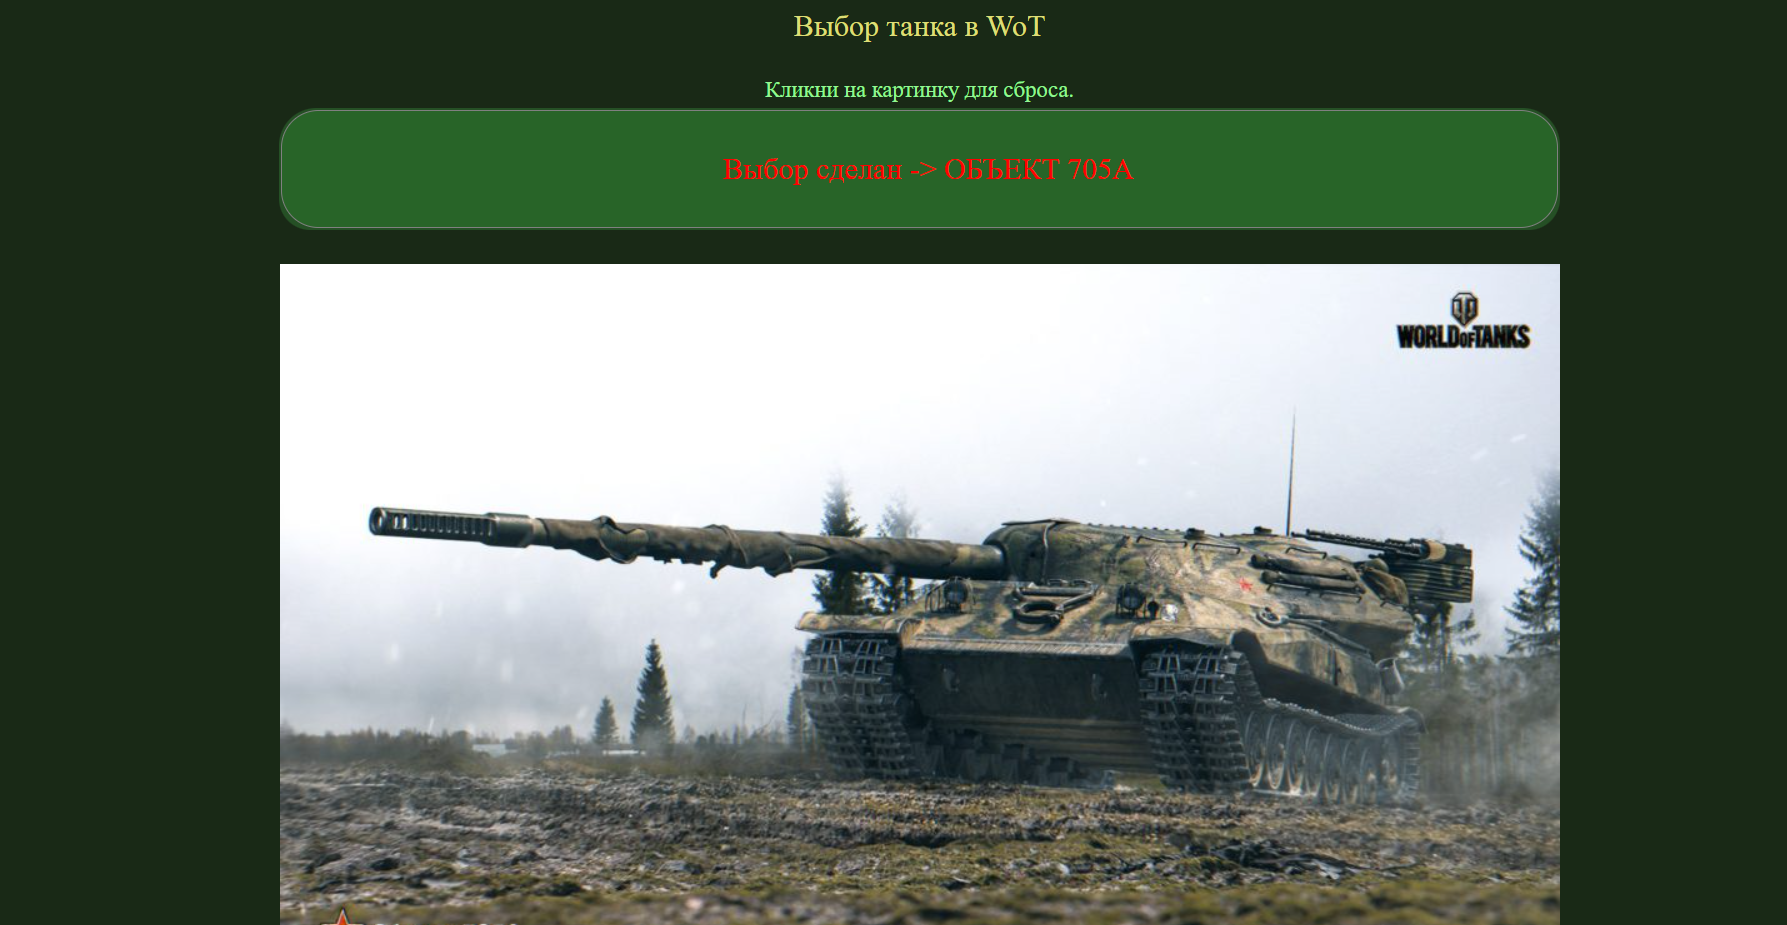 Выбор танка в WoT
Кликни на картинку для сброса.
Выбор сделан -> ОБЪЕКТ 705А
WORLD OF TANKS